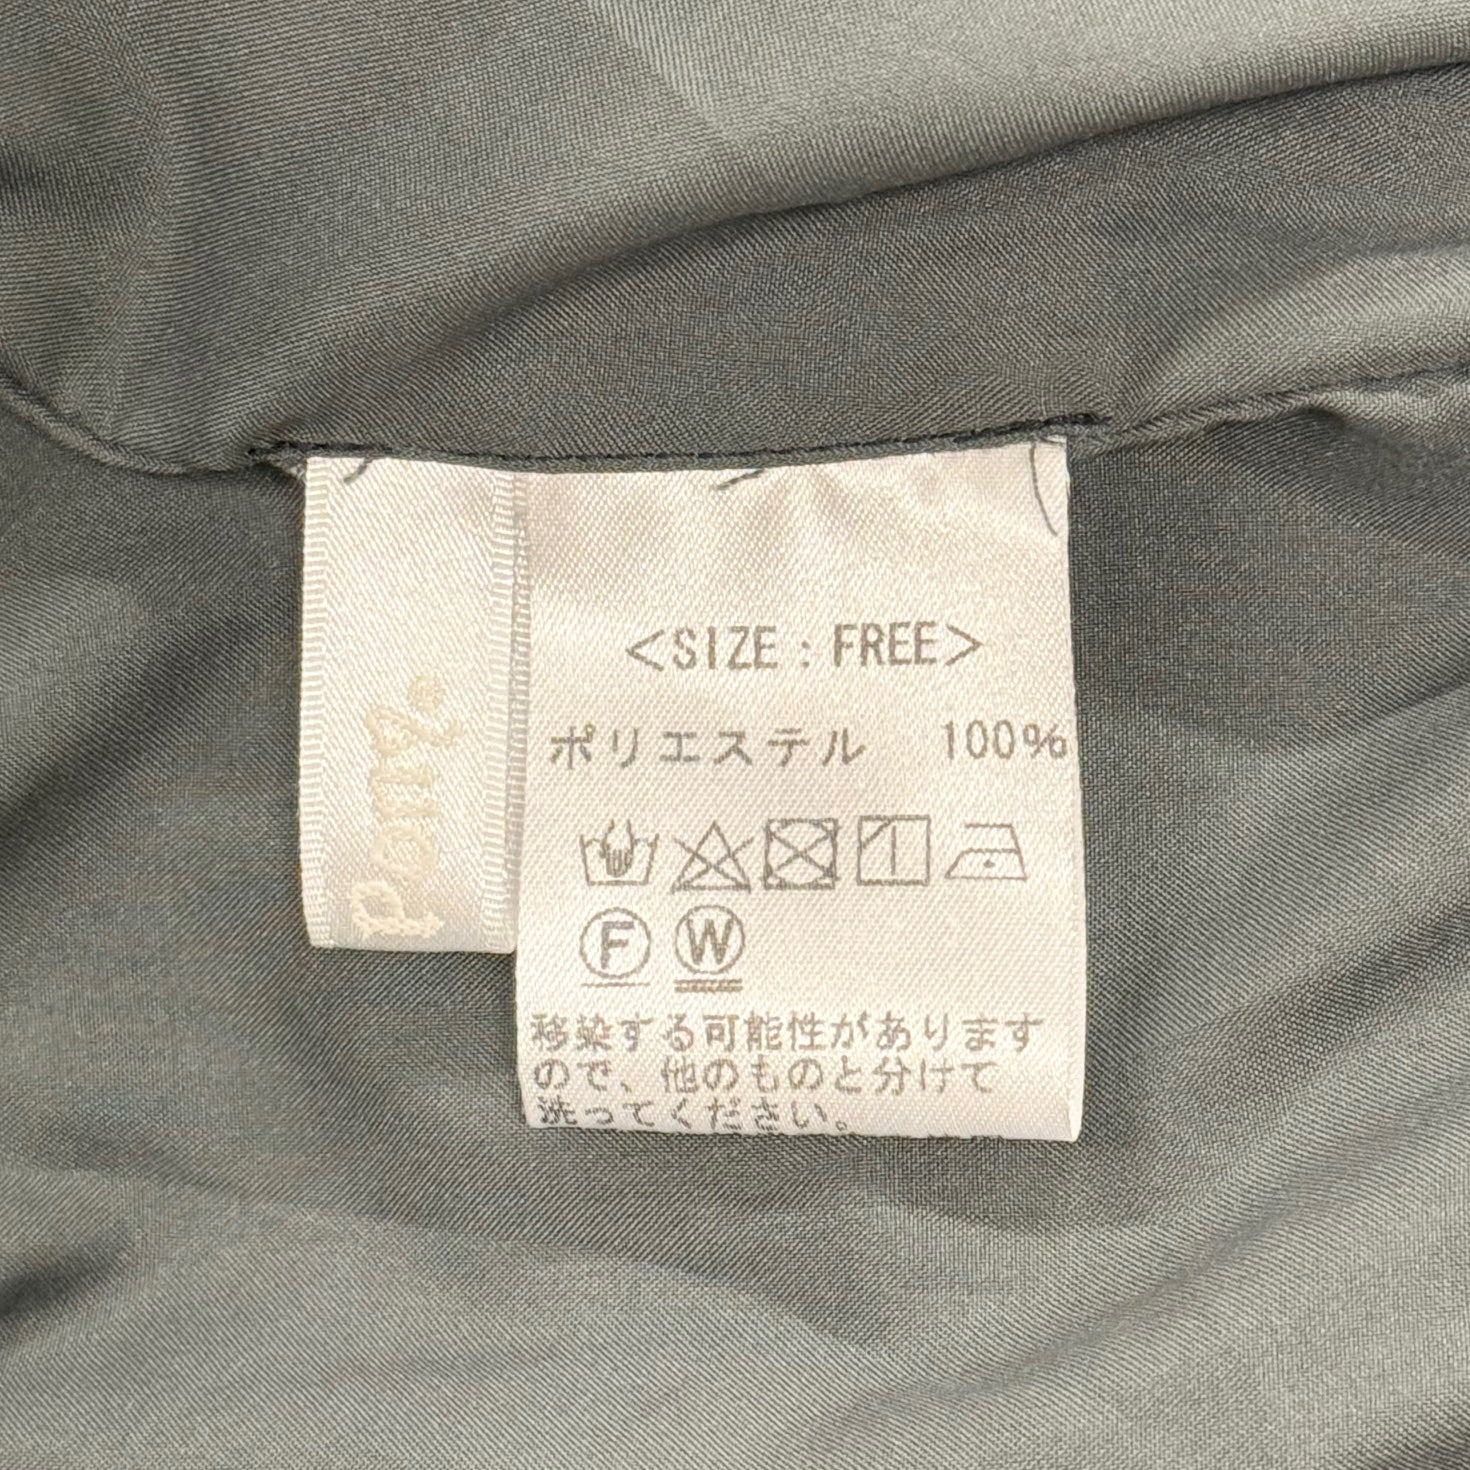 <SIZE : FREE>
ポリエステル 100%
F W
移染する可能性があります
ので、他のものと分けて
洗ってください。